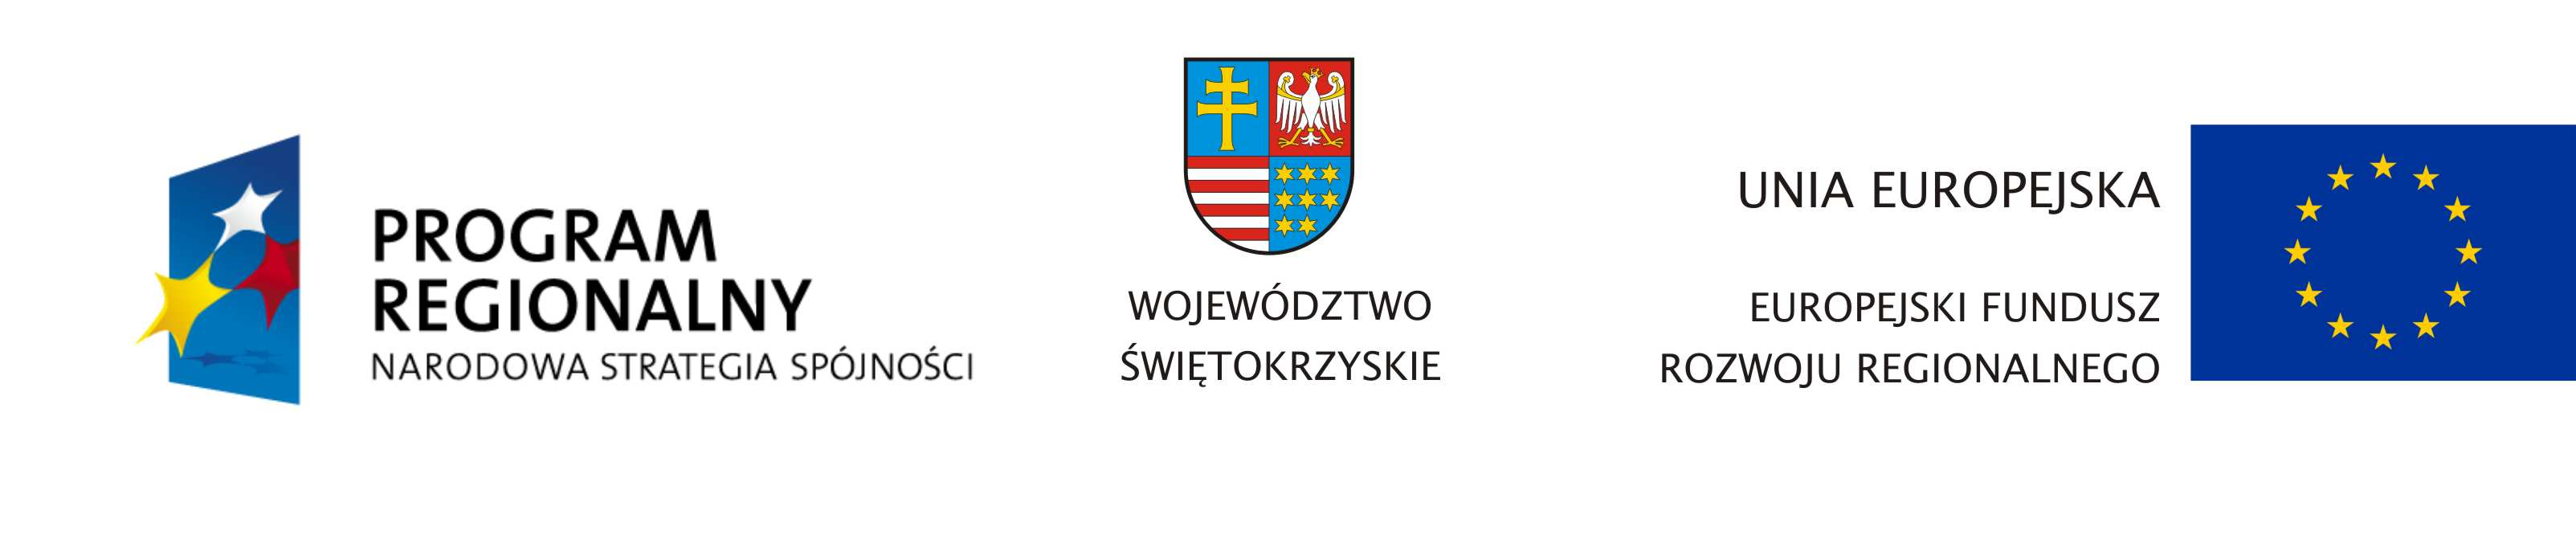 PROGRAM
REGIONALNY
NARODOWA STRATEGIA SPÓJNOŚCI
WOJEWÓDZTWO
ŚWIĘTOKRZYSKIE
UNIA EUROPEJSKA
EUROPEJSKI FUNDUSZ
ROZWOJU REGIONALNEGO